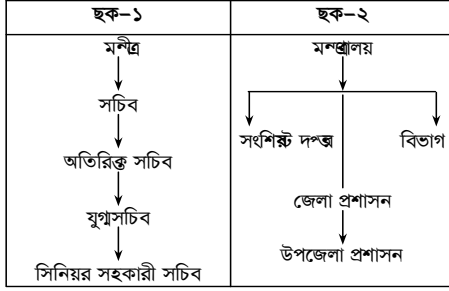 ছক–১
মন্ত্রী
সচিব
অতিরিক্ত সচিব
যুগ্মসচিব
সিনিয়র সহকারী সচিব
ছক–২
মন্ত্রণালয়
সংশিষ্ট দপ্তর
বিভাগ
জেলা প্রশাসন
উপজেলা প্রশাসন